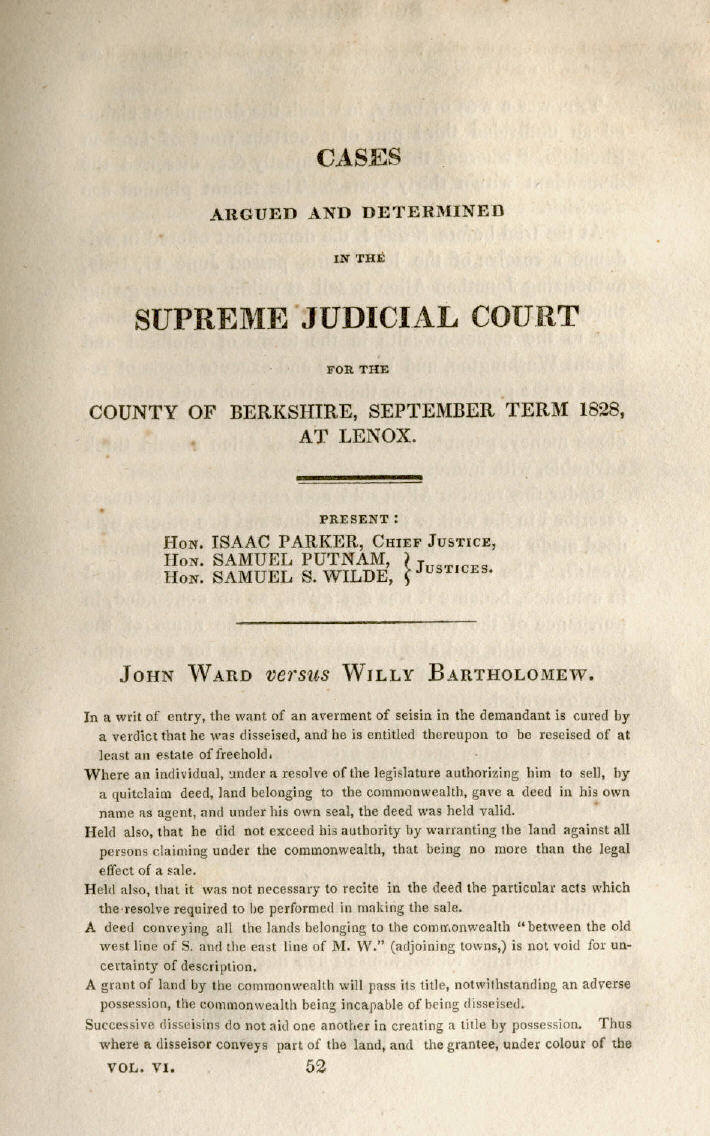 CASES
ARGUED AND DETERMINED
IN THE
SUPREME JUDICIAL COURT
FOR THE
COUNTY OF BERKSHIRE, SEPTEMBER TERM 1828,
AT LENOX.
PRESENT:
HON. ISAAC PARKER, CHIEF JUSTICE,
HON. SAMUEL PUTNAM, } JUSTICES.
HON. SAMUEL S. WILDE,
JOHN WARD versus WILLY BARTHOLOMEW.
In a writ of entry, the want of an averment of seisin in the demandant is cured by
a verdict that he was disseised, and he is entitled thereupon to be reseised of at
least an estate of freehold.
Where an individual, under a resolve of the legislature authorizing him to sell, by
a quitclaim deed, land belonging to the commonwealth, gave a deed in his own
name as agent, and under his own seal, the deed was held valid.
Held also, that he did not exceed his authority by warranting the land against all
persons claiming under the commonwealth, that being no more than the legal
effect of a sale.
Held also, that it was not necessary to recite in the deed the particular acts which
the resolve required to be performed in making the sale.
A deed conveying all the lands belonging to the commonwealth "between the old
west line of S. and the east line of M. W." (adjoining towns,) is not void for un-
certainty of description.
A grant of land by the commonwealth will pass its title, notwithstanding an adverse
possession, the commonwealth being incapable of being disseised.
Successive disseisins do not aid one another in creating a title by possession. Thus
where a disseisor conveys part of the land, and the grantee, under colour of the
VOL. VI. 52